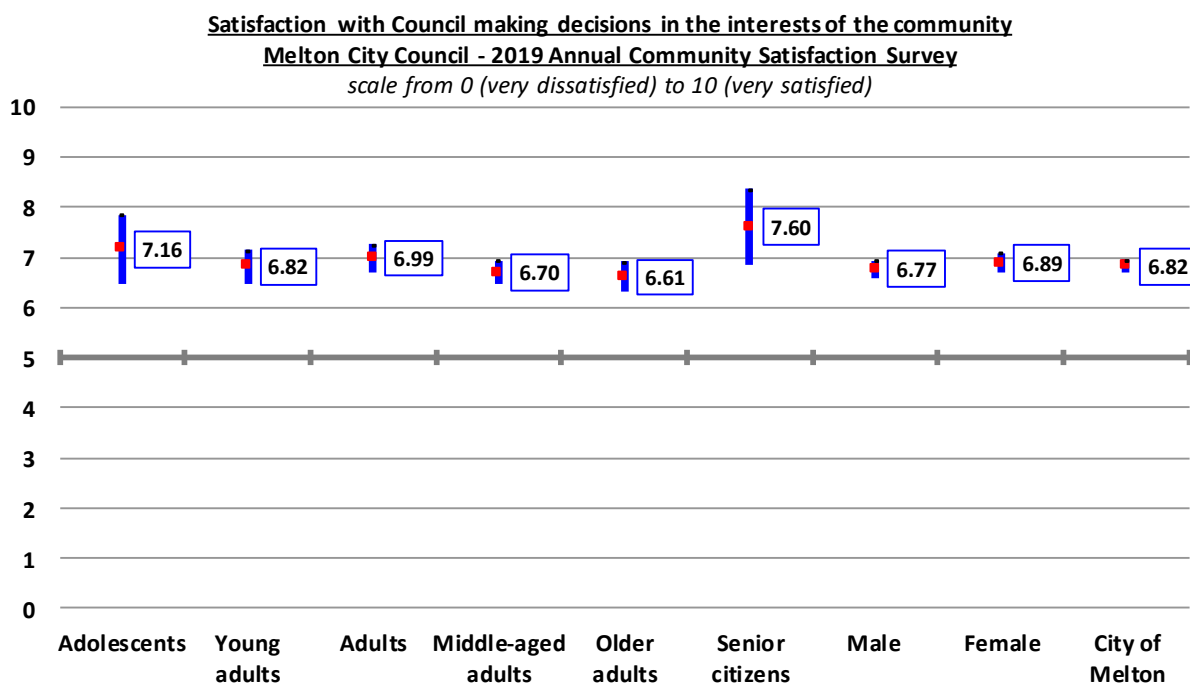 Satisfaction with Council making decisions in the interests of the community
Melton City Council - 2019 Annual Community Satisfaction Survey
scale from 0 (very dissatisfied) to 10 (very satisfied)
10
9
8
7
6
5
4
3
2
1
0
7.16
6.82
6.99
6.70
6.61
7.60
6.77
6.89
6.82
Adolescents
Young
adults
Adults
Middle-aged
adults
Older
adults
Senior
citizens
Male
Female
City of
Melton